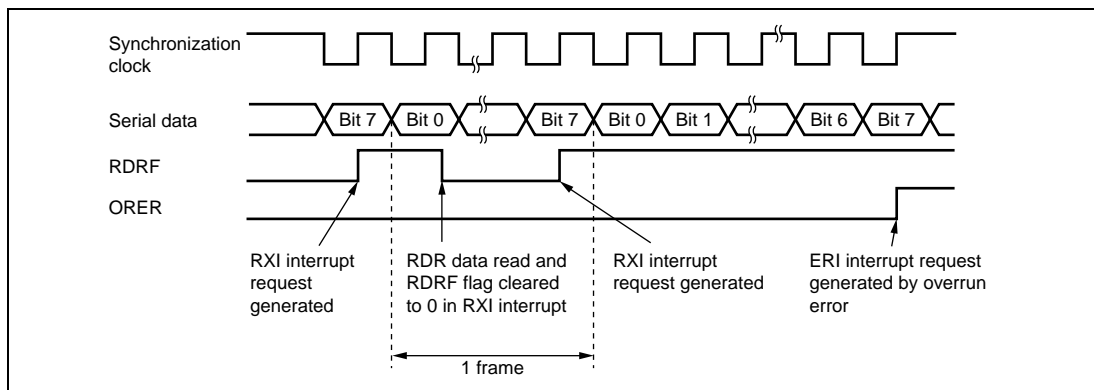 Synchronization
clock
Serial data
Bit 7
Bit 0
Bit 7
Bit 0
Bit 1
Bit 6
Bit 7
RDRF
ORER
RXI interrupt
request
generated
RDR data read and
RDRF flag cleared
to 0 in RXI interrupt
RXI interrupt
request generated
ERI interrupt request
generated by overrun
error
1 frame